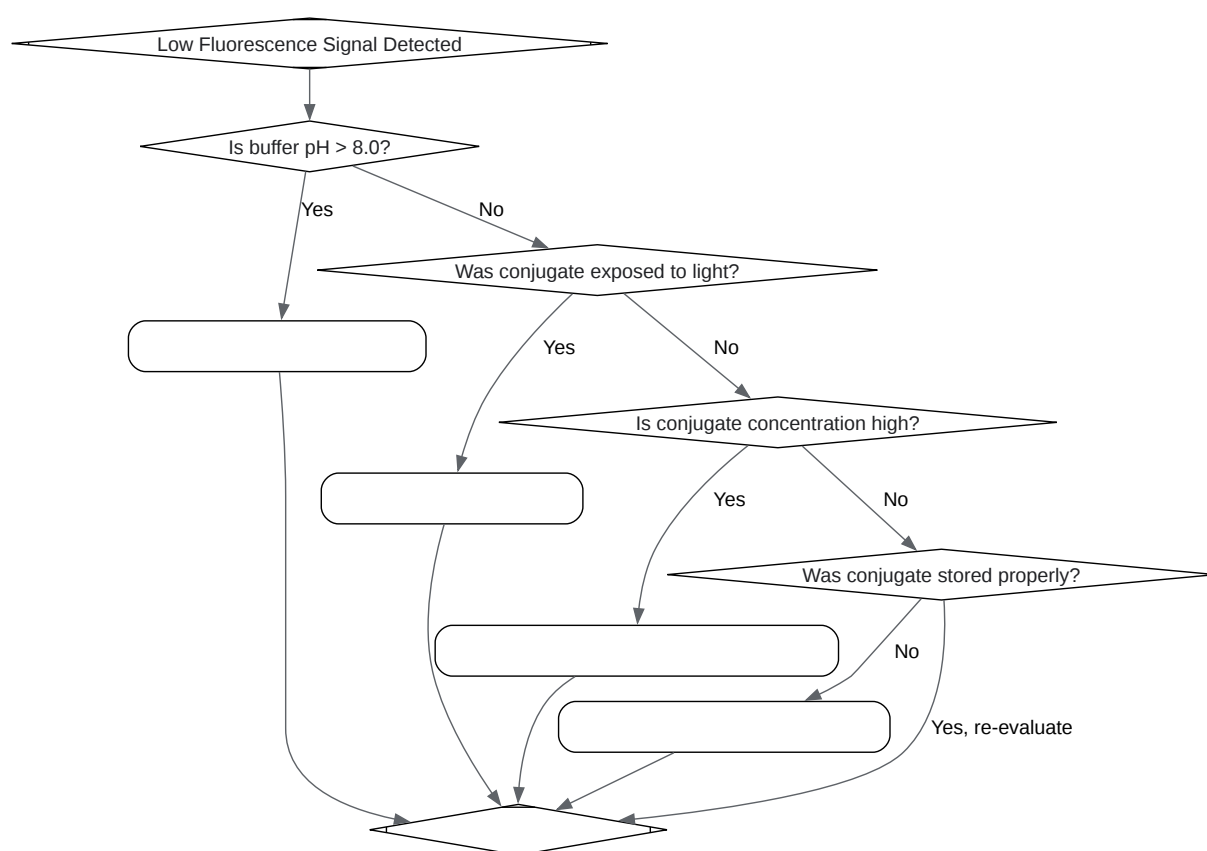 Low Fluorescence Signal Detected
Is buffer pH > 8.0?
Yes
No
Was conjugate exposed to light?
Yes
No
Is conjugate concentration high?
Yes
No
Was conjugate stored properly?
No
Yes, re-evaluate